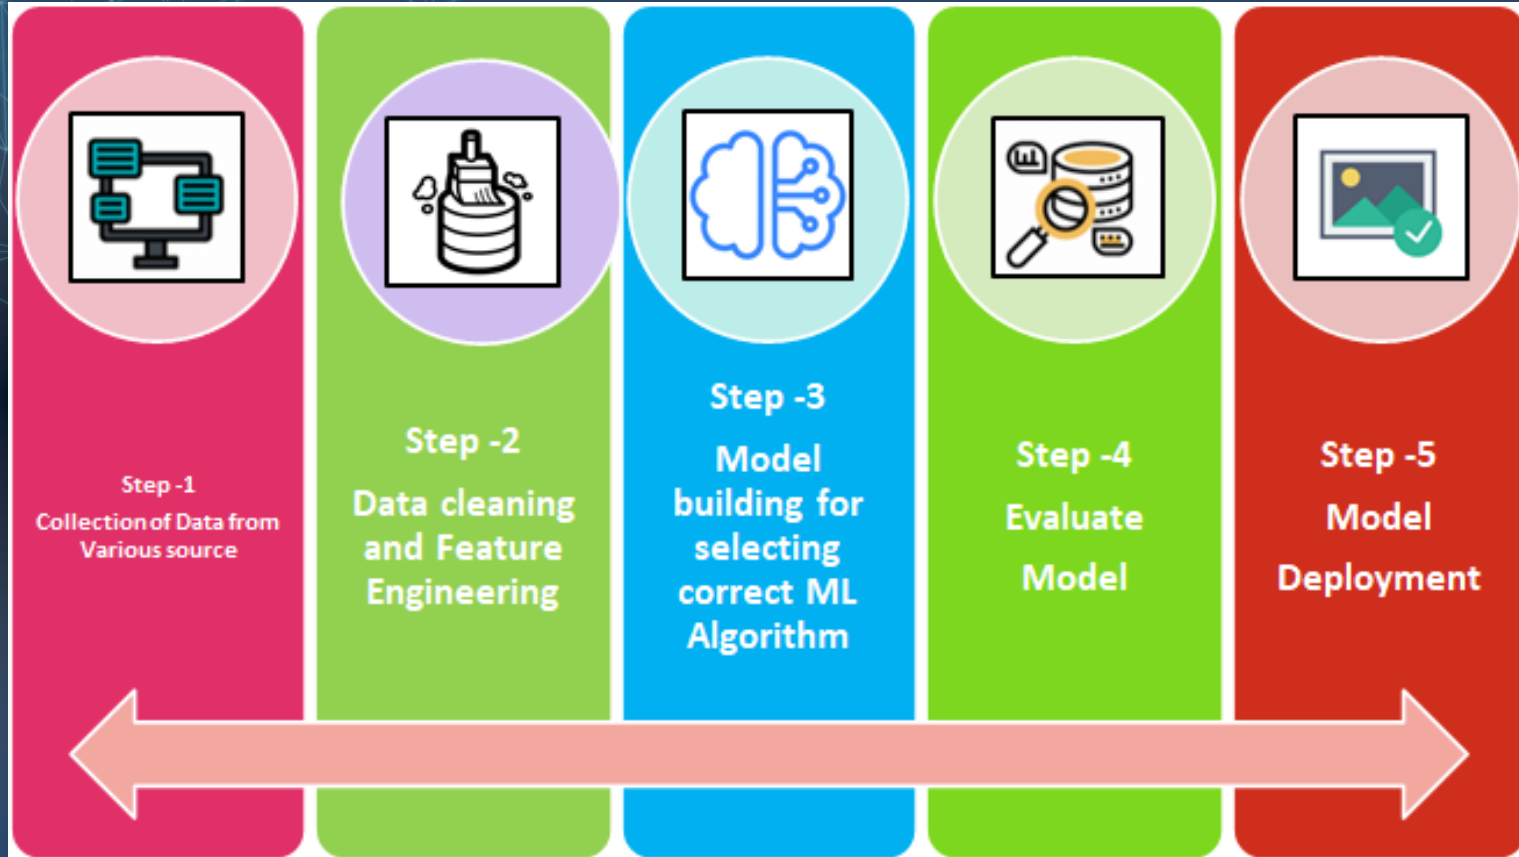 Step -1
Collection of Data from
Various source
Step -2
Data cleaning
and Feature
Engineering
Step -3
Model
building for
selecting
correct ML
Algorithm
Step -4
Evaluate
Model
Step -5
Model
Deployment